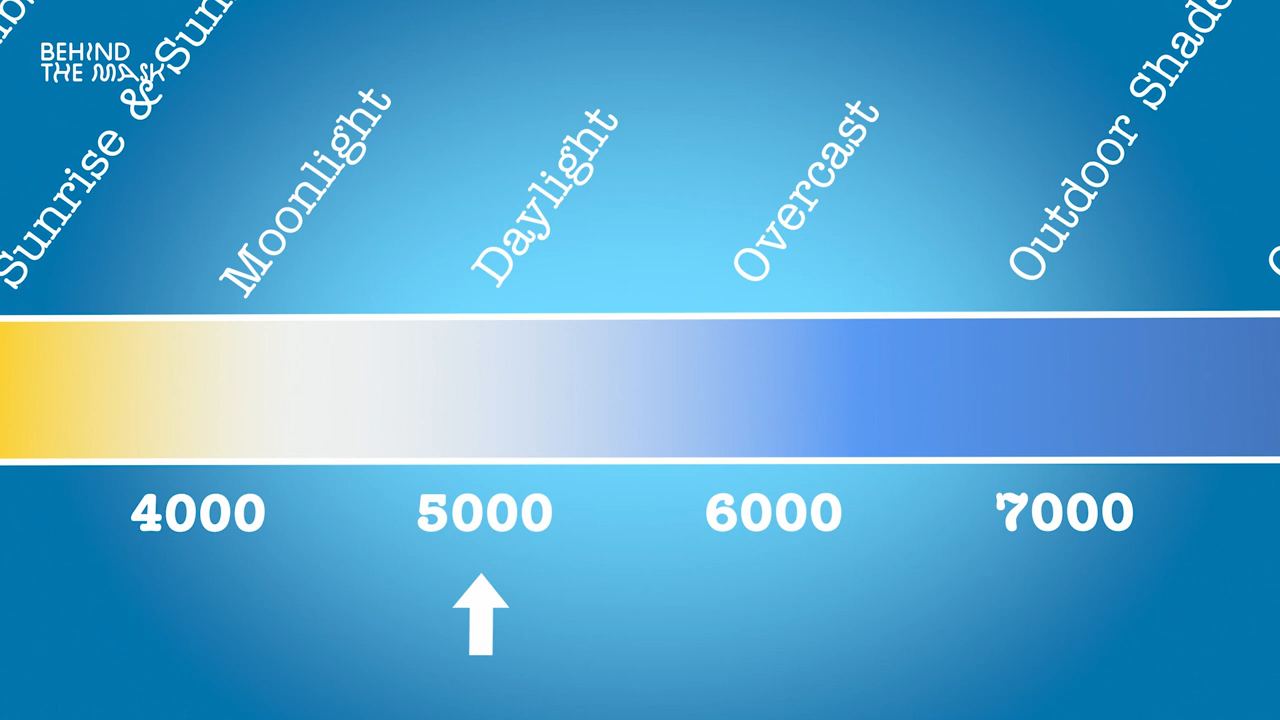 BEHIND
THE MASK
Sunrise & Sun
Moonlight
Daylight
Overcast
Outdoor Shade
4000 5000 6000 7000